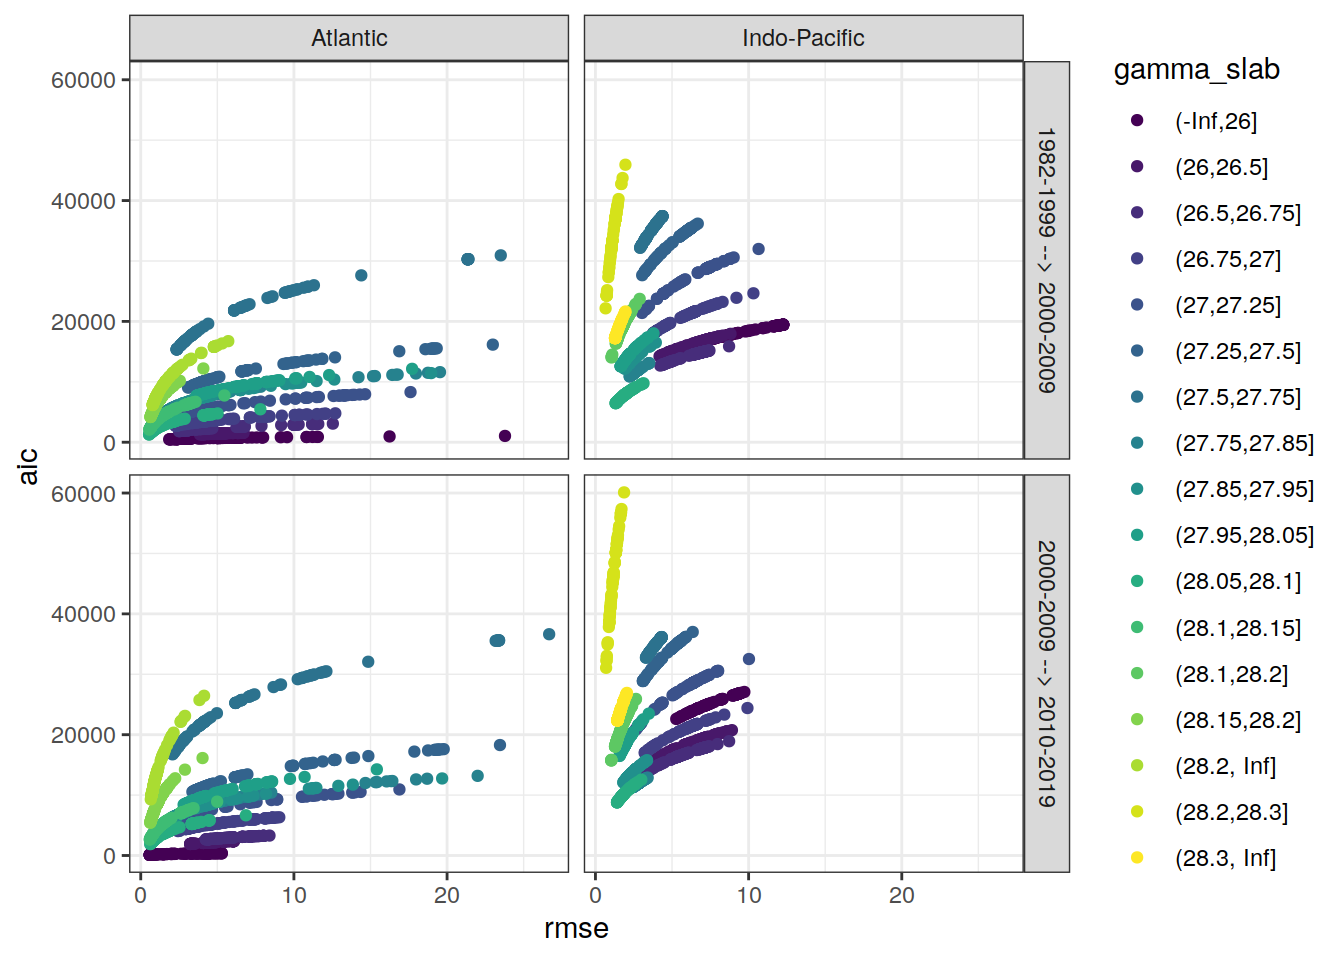 Atlantic
Indo-Pacific
60000
40000
20000
0
1982-1999 --> 2000-2009
60000
40000
20000
0
2000-2009 --> 2010-2019
0
10
20
0
10
20
rmse
aic
gamma_slab
(-Inf,26]
(26,26.5]
(26.5,26.75]
(26.75,27]
(27,27.25]
(27.25,27.5]
(27.5,27.75]
(27.75,27.85]
(27.85,27.95]
(27.95,28.05]
(28.05,28.1]
(28.1,28.15]
(28.1,28.2]
(28.15,28.2]
(28.2, Inf]
(28.2,28.3]
(28.3, Inf]